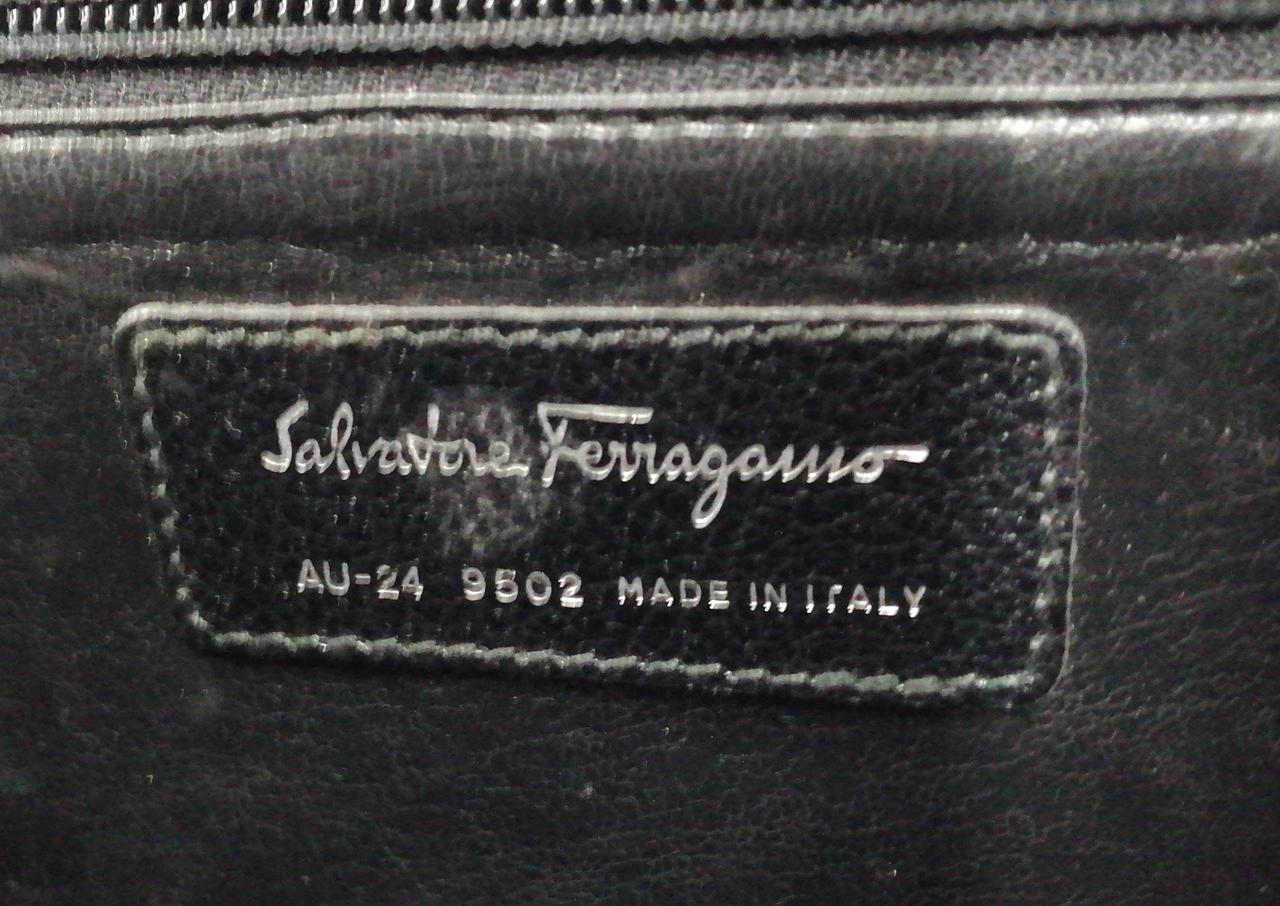 Salvatore Ferragamo
AU-24 9502 MADE IN ITALY